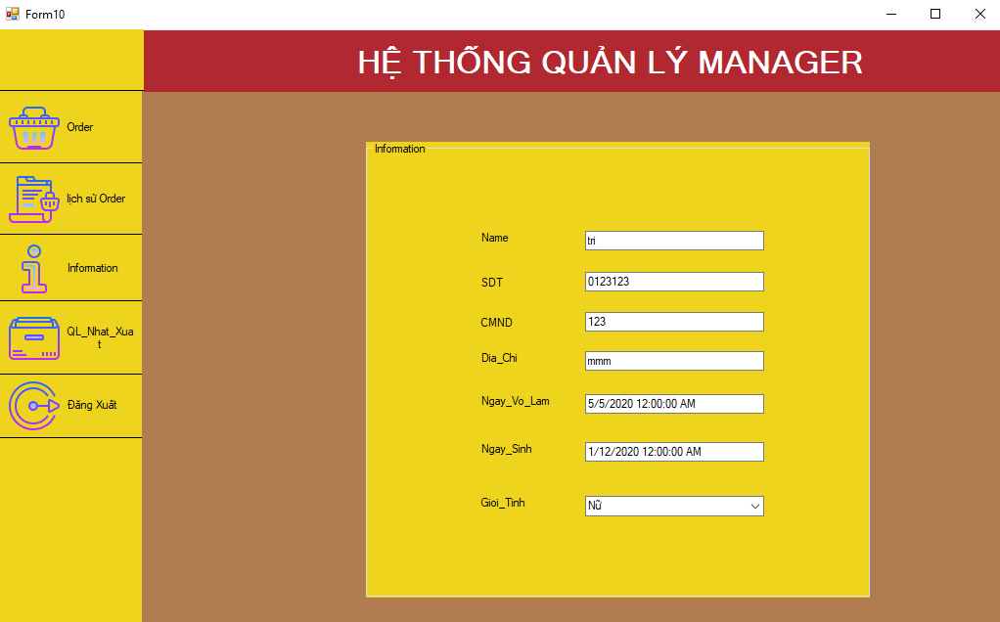 Form10
HỆ THỐNG QUẢN LÝ MANAGER
Order
lịch sử Order
Information
QL_Nhat_Xua
t
Đăng Xuất
Information
Name
tri
SDT
0123123
CMND
123
Dia_Chi
mmm
Ngay_Vo_Lam
5/5/2020 12:00:00 AM
Ngay_Sinh
1/12/2020 12:00:00 AM
Gioi_Tinh
Nữ